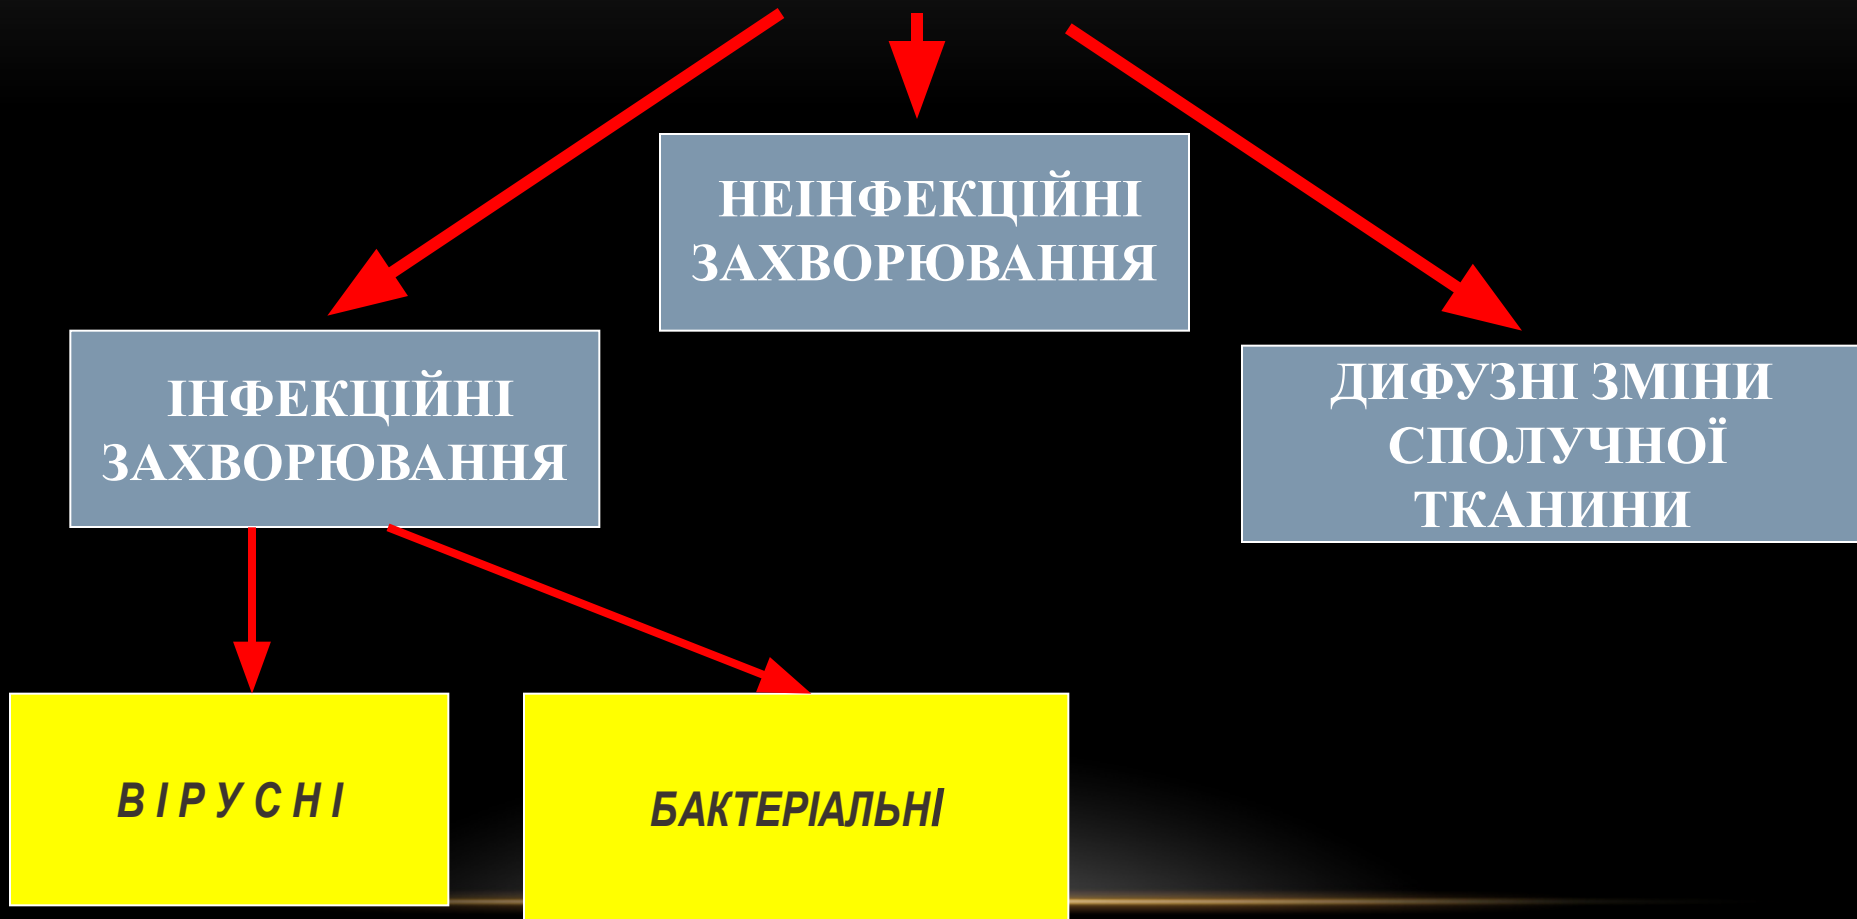 НЕІНФЕКЦІЙНІ
ЗАХВОРЮВАННЯ
ІНФЕКЦІЙНІ
ЗАХВОРЮВАННЯ
ДИФУЗНІ ЗМІНИ
СПОЛУЧНОЇ
ТКАНИНИ
В І Р У С Н І
БАКТЕРІАЛЬНІ